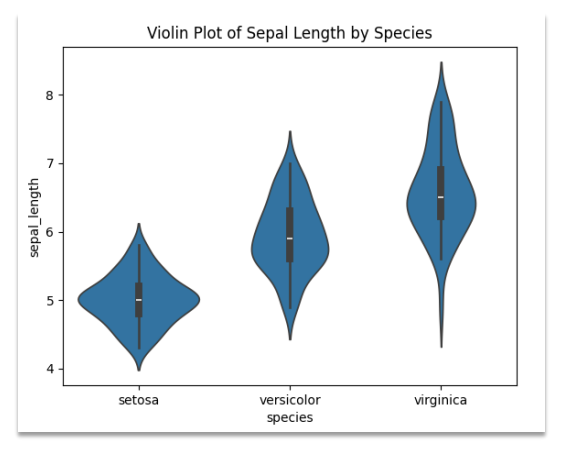 Violin Plot of Sepal Length by Species
sepal_length
8
7
6
5
4
setosa versicolor virginica
species